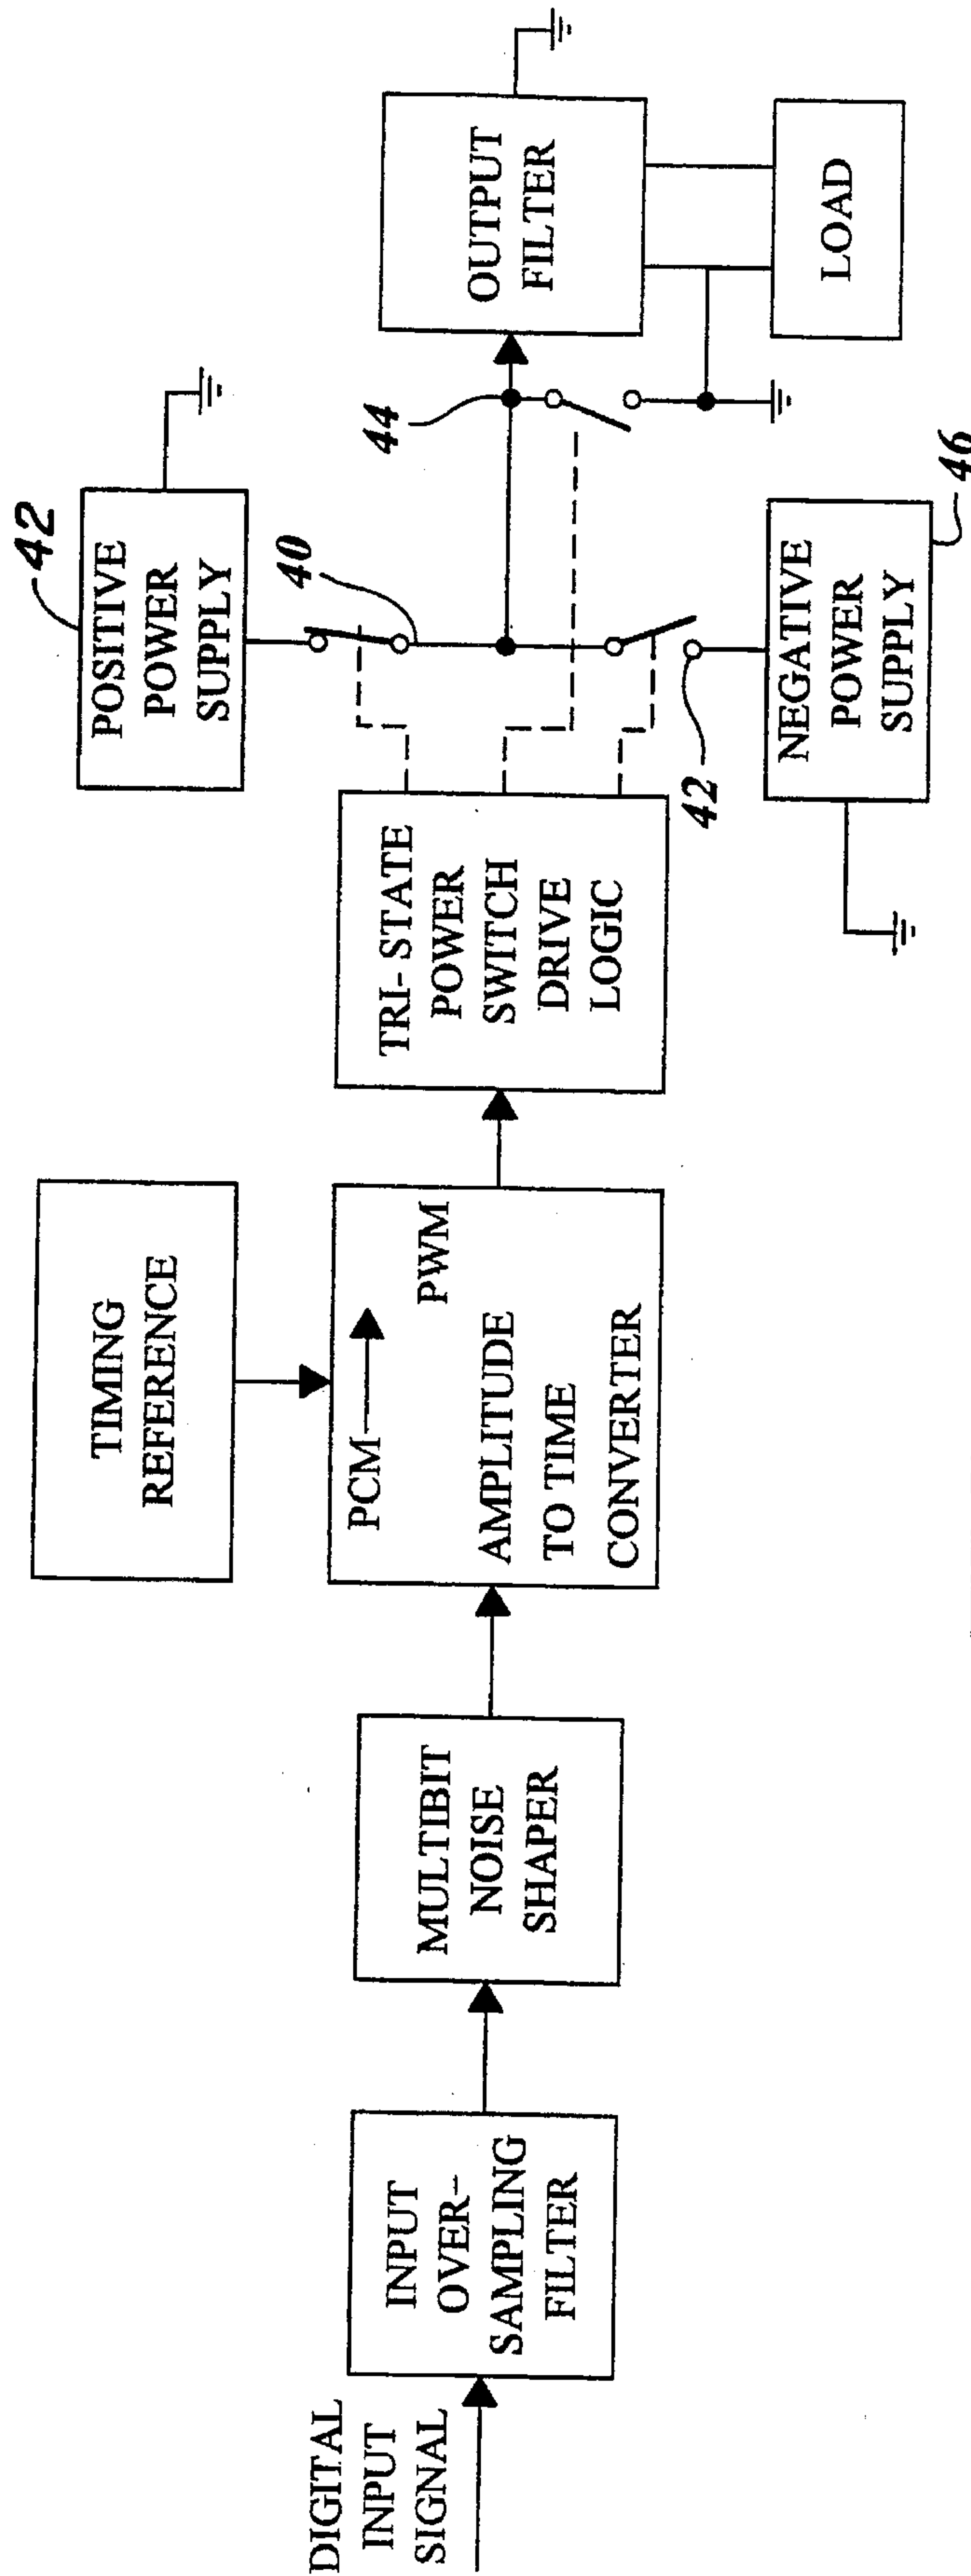 DIGITAL
INPUT
SIGNAL
INPUT
OVER-
SAMPLING
FILTER
MULTIBIT
NOISE
SHAPER
TIMING
REFERENCE
PCM
PWM
AMPLITUDE
TO TIME
CONVERTER
TRI-STATE
POWER
SWITCH
DRIVE
LOGIC
42
POSITIVE
POWER
SUPPLY
40
44
42
NEGATIVE
POWER
SUPPLY
46
OUTPUT
FILTER
LOAD